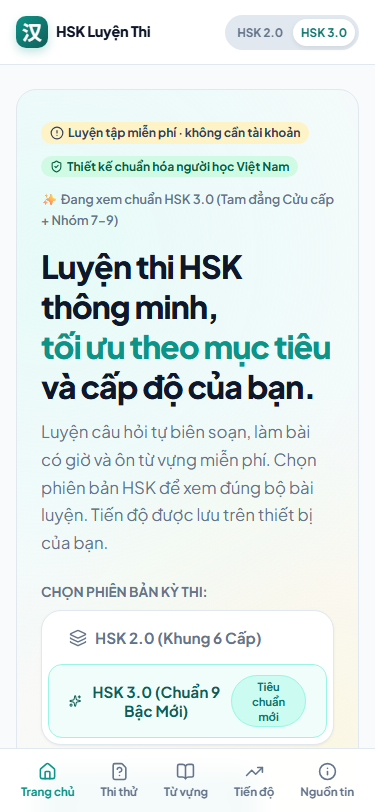 汉 HSK Luyện Thi
HSK 2.0 HSK 3.0
Luyện tập miễn phí · không cần tài khoản
Thiết kế chuẩn hóa người học Việt Nam
✨ Đang xem chuẩn HSK 3.0 (Tam đẳng Cửu cấp
+ Nhóm 7–9)
Luyện thi HSK
thông minh,
tối ưu theo mục tiêu
và cấp độ của bạn.
Luyện câu hỏi tự biên soạn, làm bài
có giờ và ôn từ vựng miễn phí. Chọn
phiên bản HSK để xem đúng bộ bài
luyện. Tiến độ được lưu trên thiết bị
của bạn.
CHỌN PHIÊN BẢN KỲ THI:
HSK 2.0 (Khung 6 Cấp)
HSK 3.0 (Chuẩn 9
Bậc Mới)
Tiêu
chuẩn
mới
Trang chủ Thi thử Từ vựng Tiến độ Nguồn tin